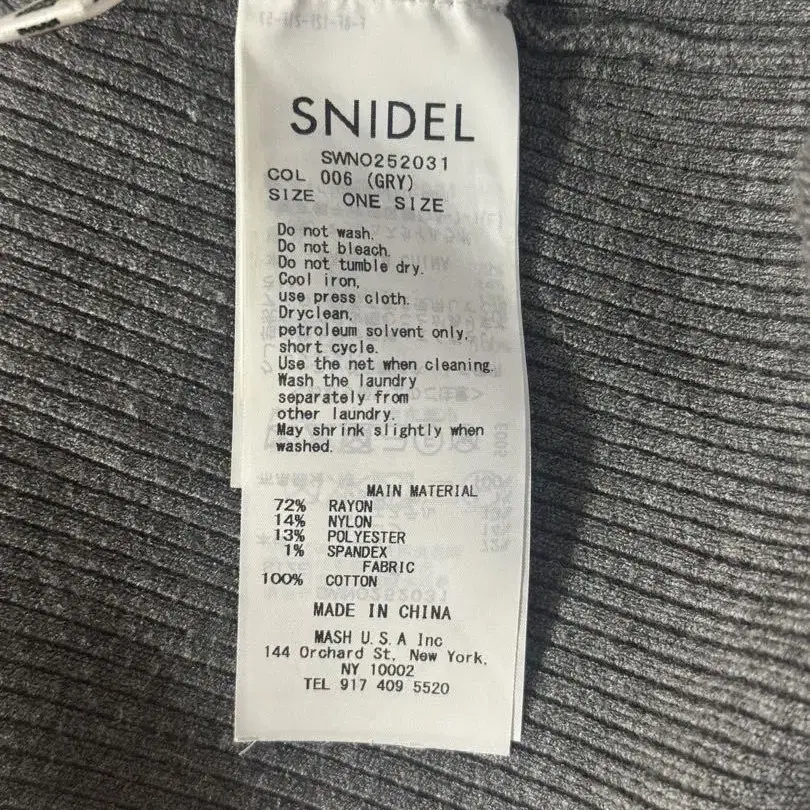 SNIDEL
SWNO252031
COL 006 (GRY)
SIZE ONE SIZE
Do not wash.
Do not bleach.
Do not tumble dry.
Cool iron,
use press cloth.
Dryclean,
petroleum solvent only,
short cycle.
Use the net when cleaning.
Wash the laundry
separately from
other laundry.
May shrink slightly when
washed.
MAIN MATERIAL
72% RAYON
14% NYLON
13% POLYESTER
1% SPANDEX
FABRIC
100% COTTON
MADE IN CHINA
MASH U.S.A Inc
144 Orchard St, New York,
NY 10002
TEL 917 409 5520